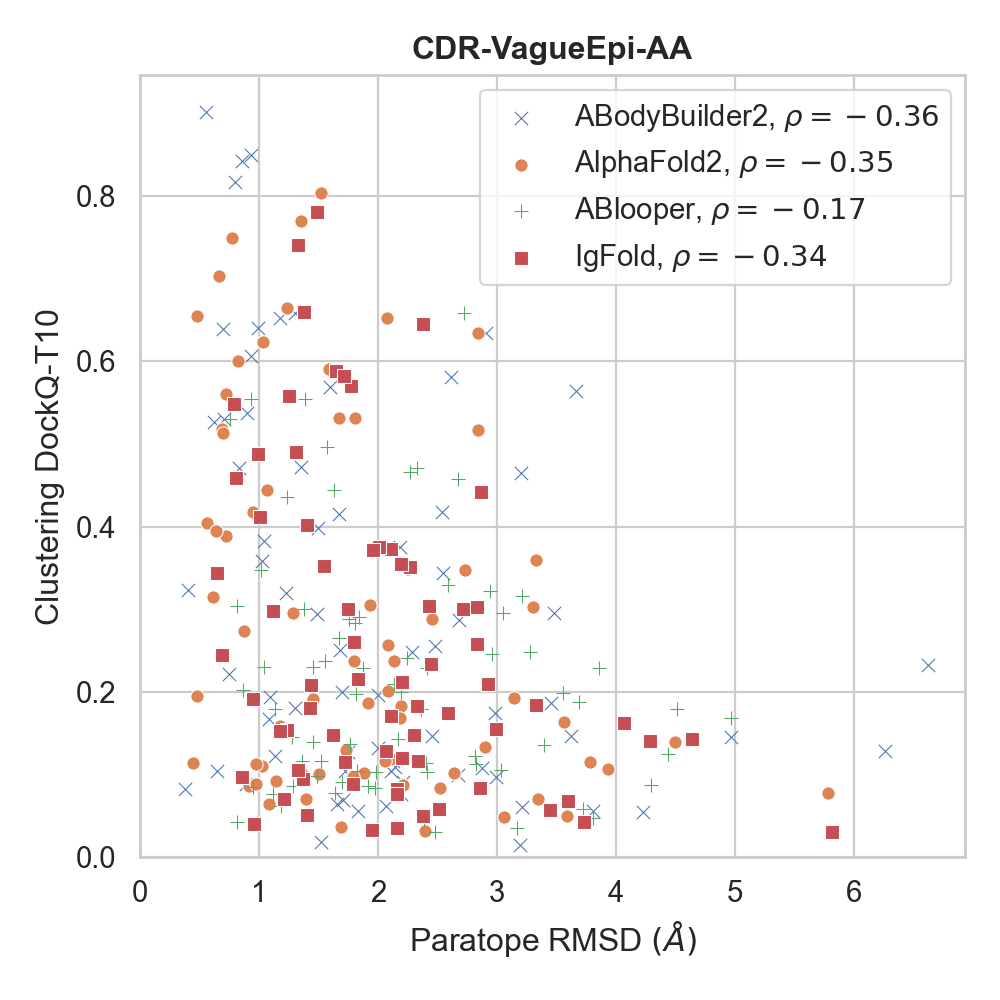 CDR-VagueEpi-AA
ABodyBuilder2, ρ = −0.36
AlphaFold2, ρ = −0.35
ABlooper, ρ = −0.17
IgFold, ρ = −0.34
Clustering DockQ-T10
0.8
0.6
0.4
0.2
0.0
0 1 2 3 4 5 6
Paratope RMSD (Å)